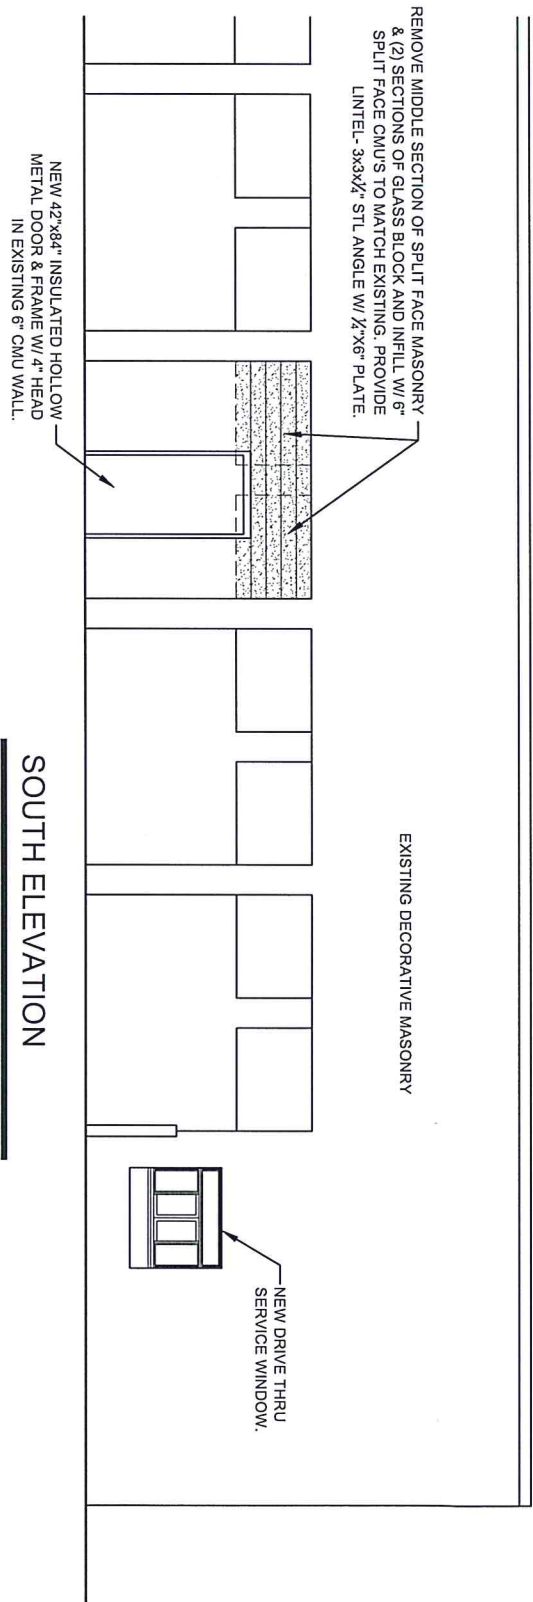 REMOVE MIDDLE SECTION OF SPLIT FACE MASONRY
& (2) SECTIONS OF GLASS BLOCK AND INFILL W/ 6"
SPLIT FACE CMU'S TO MATCH EXISTING. PROVIDE
LINTEL- 3x3x¼" STL ANGLE W/ ¼"X6" PLATE.
EXISTING DECORATIVE MASONRY
NEW DRIVE THRU
SERVICE WINDOW.
NEW 42"x84" INSULATED HOLLOW
METAL DOOR & FRAME W/ 4" HEAD
IN EXISTING 6" CMU WALL.
SOUTH ELEVATION